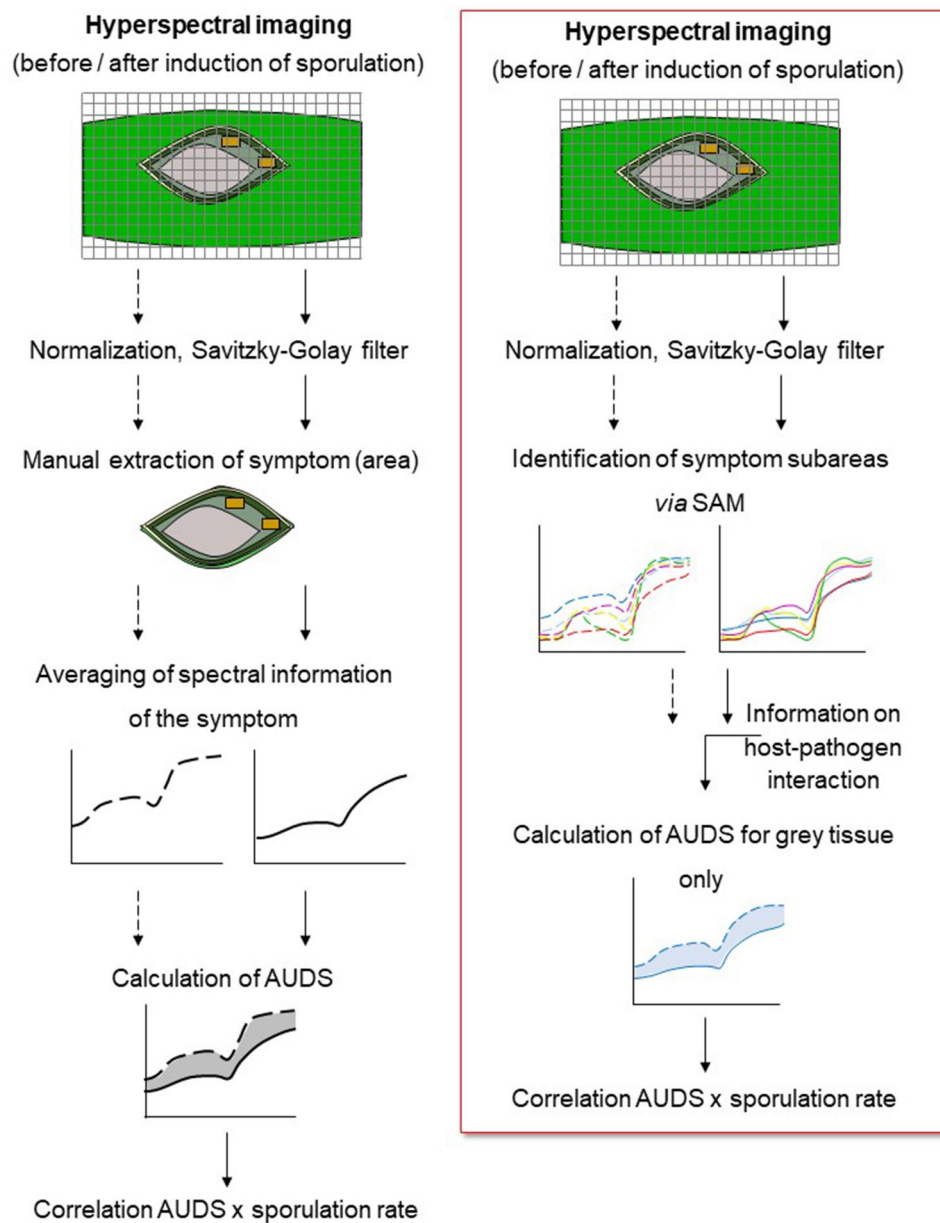 Hyperspectral imaging
(before / after induction of sporulation)
Normalization, Savitzky-Golay filter
Manual extraction of symptom (area)
Averaging of spectral information
of the symptom
Calculation of AUDS
Correlation AUDS x sporulation rate
Hyperspectral imaging
(before / after induction of sporulation)
Normalization, Savitzky-Golay filter
Identification of symptom subareas
via SAM
Information on
host-pathogen
interaction
Calculation of AUDS for grey tissue
only
Correlation AUDS x sporulation rate